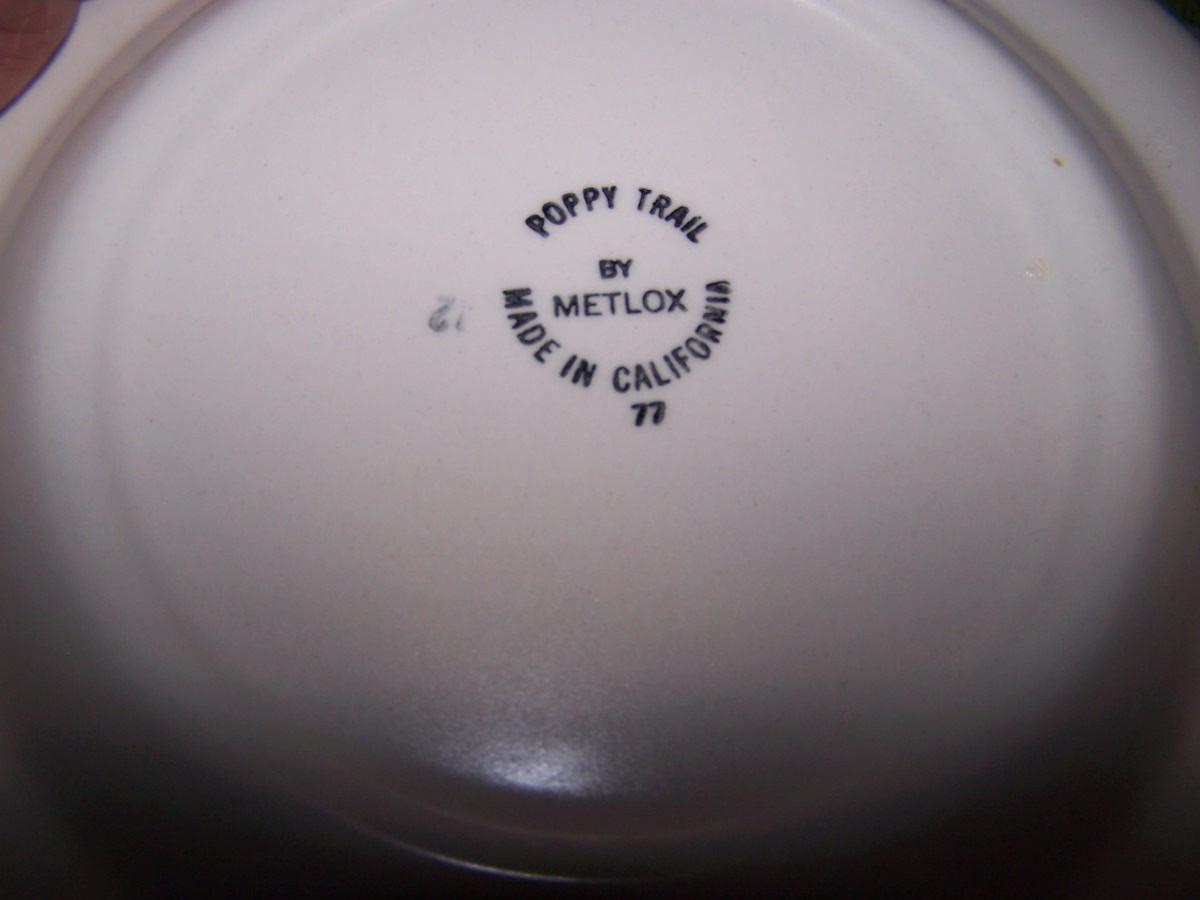 POPPY TRAIL
BY
METLOX
MADE IN CALIFORNIA
77